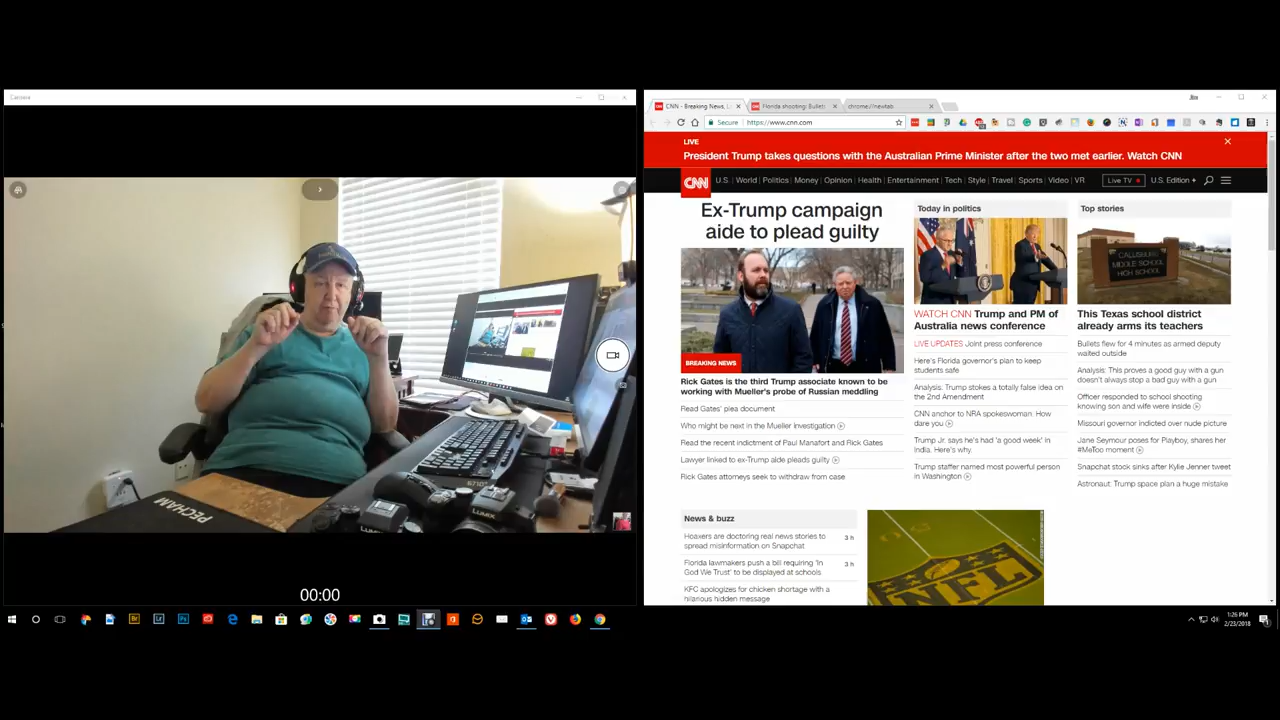 Camera
00:00
PECHAM
LUMIX
LUMIX
Jim
CNN - Breaking News, L
Florida shooting: Bullets
chrome://newtab
Secure
https://www.cnn.com
LIVE
President Trump takes questions with the Australian Prime Minister after the two met earlier. Watch CNN
CNN
U.S. World Politics Money Opinion Health Entertainment Tech Style Travel Sports Video VR
Live TV
U.S. Edition +
Ex-Trump campaign
aide to plead guilty
BREAKING NEWS
Rick Gates is the third Trump associate known to be
working with Mueller's probe of Russian meddling
Read Gates' plea document
Who might be next in the Mueller investigation
Read the recent indictment of Paul Manafort and Rick Gates
Lawyer linked to ex-Trump aide pleads guilty
Rick Gates attorneys seek to withdraw from case
Today in politics
WATCH CNN Trump and PM of
Australia news conference
LIVE UPDATES Joint press conference
Here's Florida governor's plan to keep
students safe
Analysis: Trump stokes a totally false idea on
the 2nd Amendment
CNN anchor to NRA spokeswoman: How
dare you
Trump Jr. says he's had 'a good week' in
India, Here's why.
Trump staffer named most powerful person
in Washington
Top stories
CALLISBURG
MIDDLE SCHOOL
HIGH SCHOOL
This Texas school district
already arms its teachers
Bullets flew for 4 minutes as armed deputy
waited outside
Analysis: This proves a good guy with a gun
doesn't always stop a bad guy with a gun
Officer responded to school shooting
knowing son and wife were inside
Missouri governor indicted over nude picture
Jane Seymour poses for Playboy, shares her
#MeToo moment
Snapchat stock sinks after Kylie Jenner tweet
Astronaut: Trump space plan a huge mistake
News & buzz
Hoaxers are doctoring real news stories to
spread misinformation on Snapchat
3 h
Florida lawmakers push a bill requiring 'In
God We Trust' to be displayed at schools
3 h
KFC apologizes for chicken shortage with a
hilarious hidden message
NFL
1:26 PM
2/23/2018